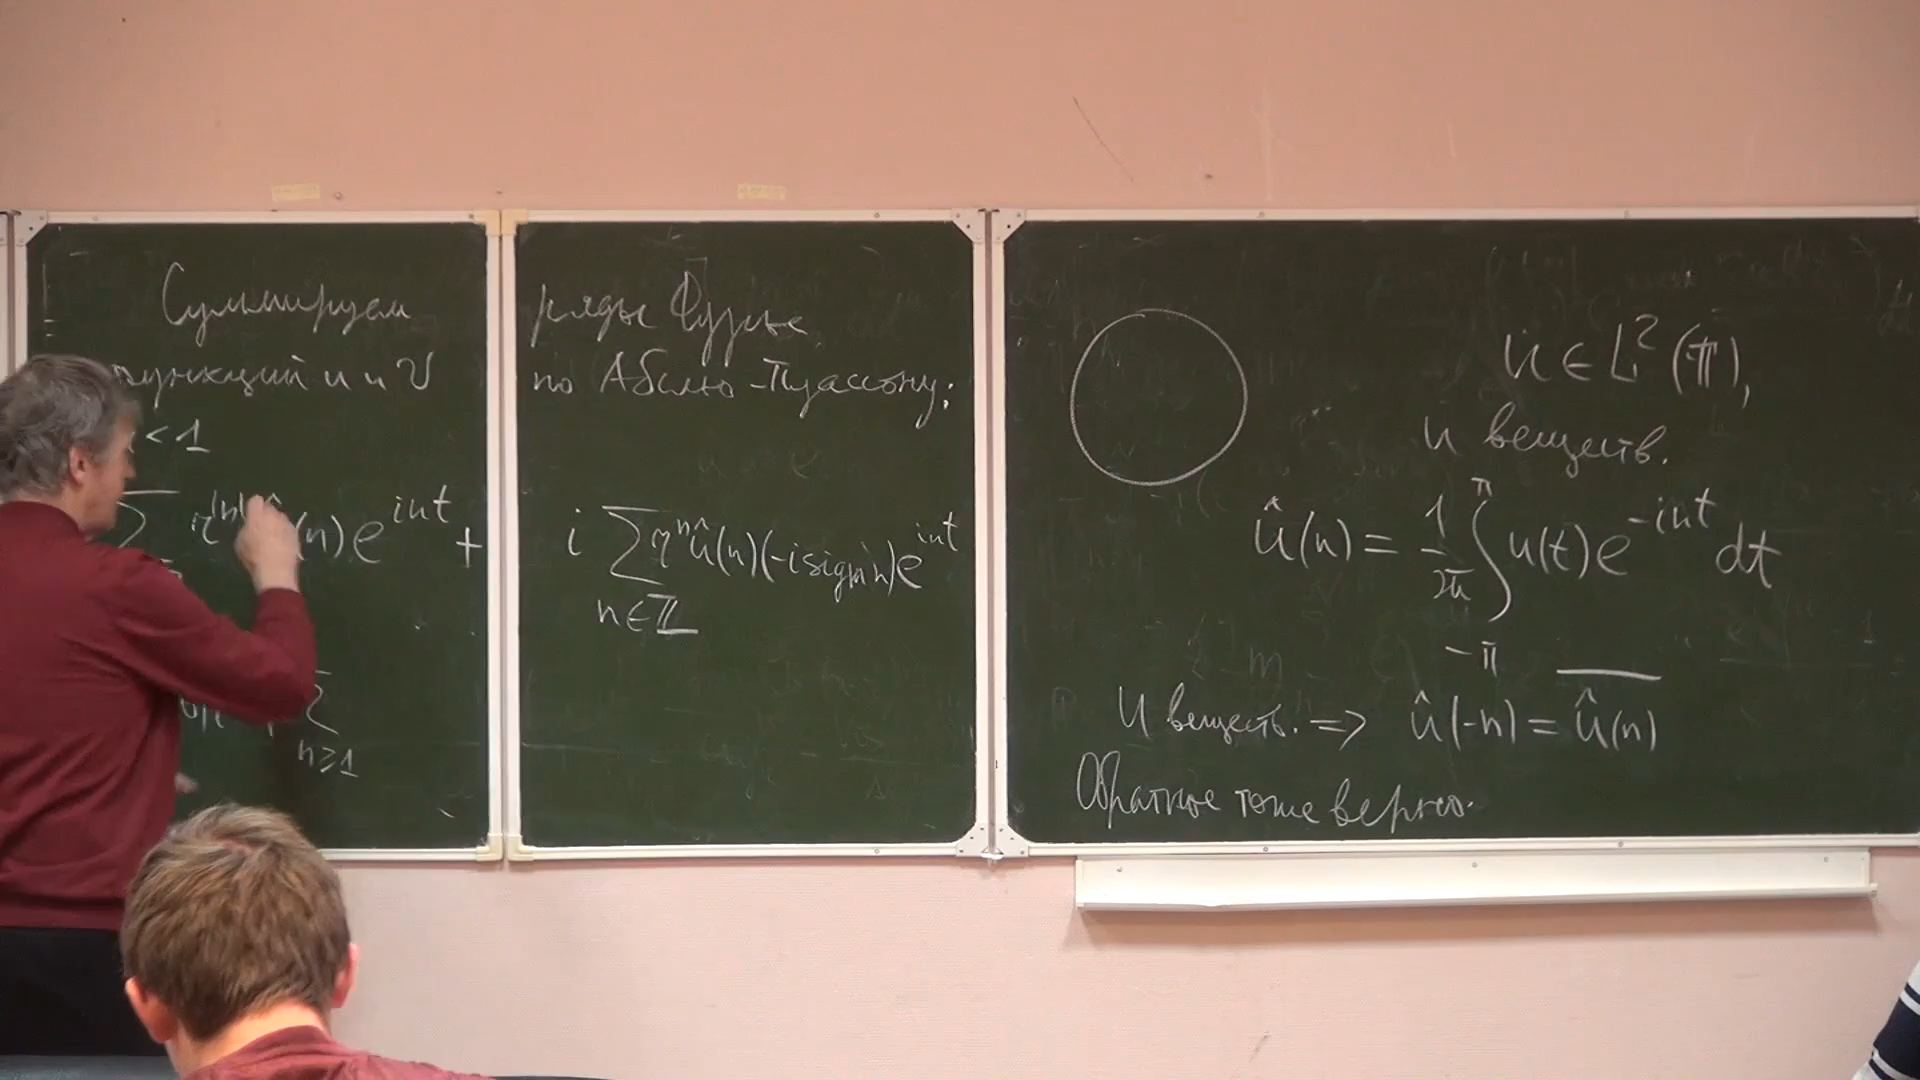 Суммируем ряды Фурье
функций u и v по Абелю-Пуассону:
< 1
∑ r^{|n|} û(n) e^{int} + i ∑_{n∈ℤ} r^n û(n)(-i sign n) e^{int}
∑_{n≥1}
u ∈ L²(𝕋),
u веществ.
û(n) = \frac{1}{2π} ∫_{-π}^{π} u(t) e^{-int} dt
u веществ. ⇒ û(-n) = \overline{û(n)}
Обратное тоже верно.